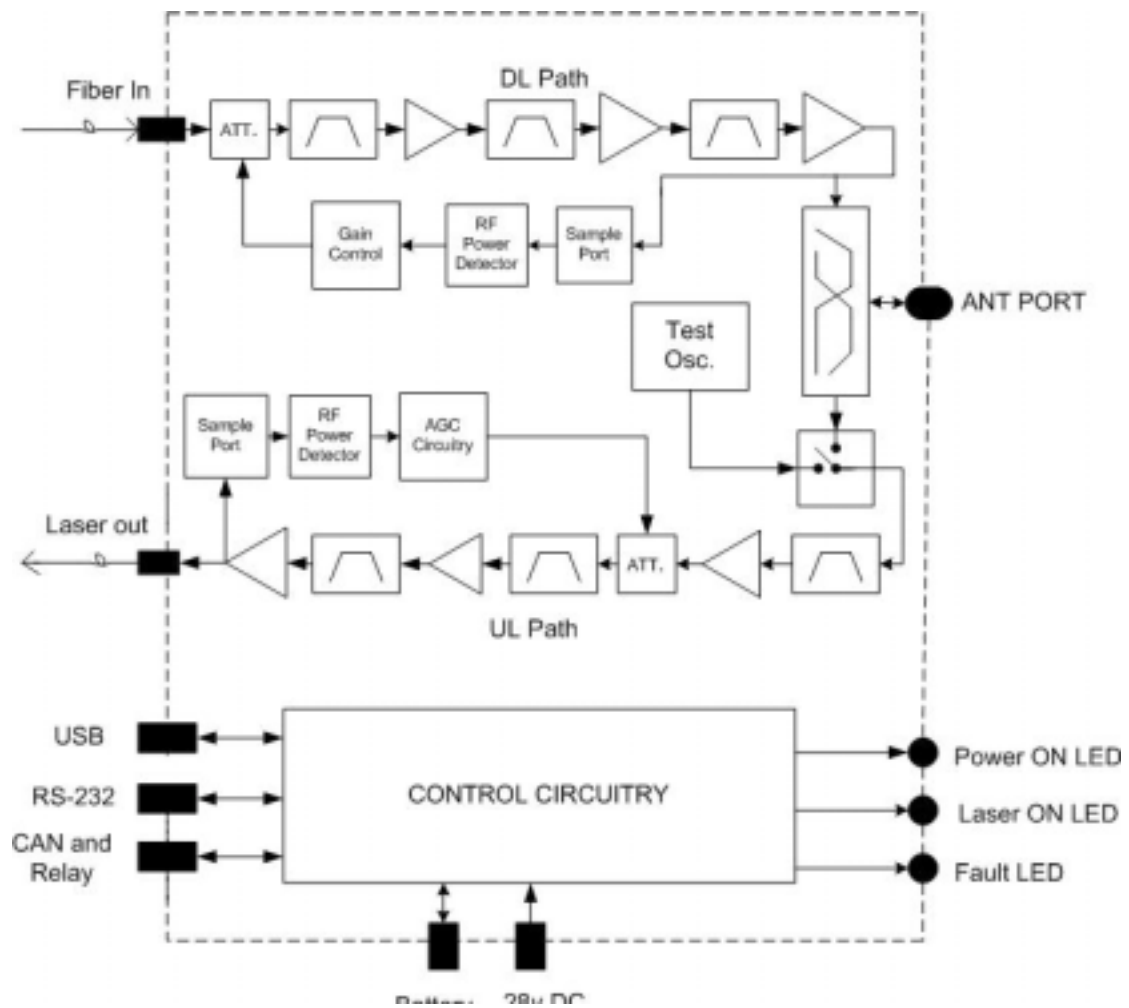 DL Path
Fiber In
ATT.
Gain
Control
RF
Power
Detector
Sample
Port
ANT PORT
Test
Osc.
Sample
Port
RF
Power
Detector
AGC
Circuitry
Laser out
ATT.
UL Path
USB
RS-232
CAN and
Relay
CONTROL CIRCUITRY
Power ON LED
Laser ON LED
Fault LED
Battery
28v DC